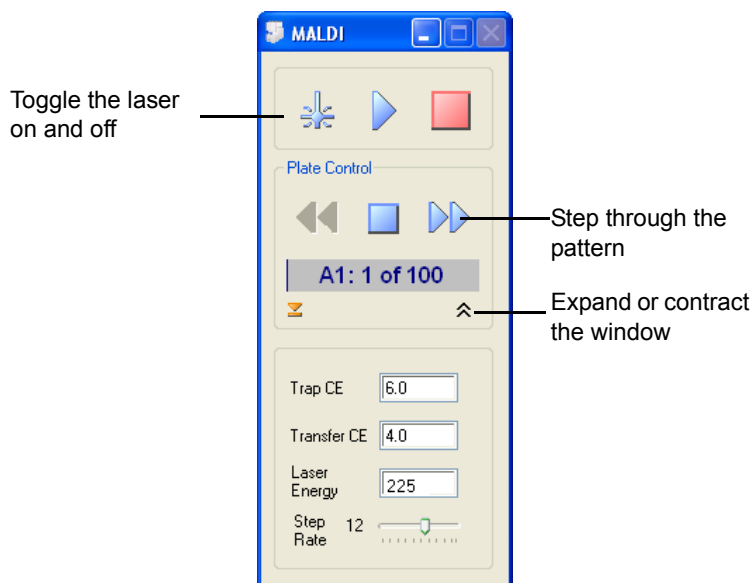 MALDI
Toggle the laser
on and off
Plate Control
Step through the
pattern
A1: 1 of 100
Expand or contract
the window
Trap CE 6.0
Transfer CE 4.0
Laser
Energy 225
Step
Rate 12